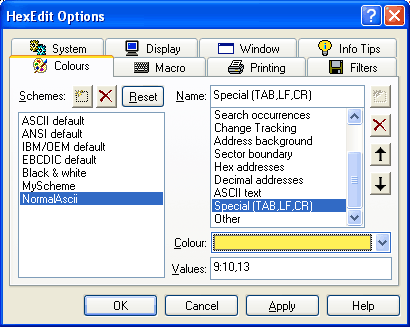 HexEdit Options
System
Display
Window
Info Tips
Colours
Macro
Printing
Filters
Schemes:
Reset
ASCII default
ANSI default
IBM/OEM default
EBCDIC default
Black & white
MyScheme
NormalAscii
Name:
Special (TAB,LF,CR)
Search occurrences
Change Tracking
Address background
Sector boundary
Hex addresses
Decimal addresses
ASCII text
Special (TAB,LF,CR)
Other
Colour:
Values:
9:10,13
OK
Cancel
Apply
Help